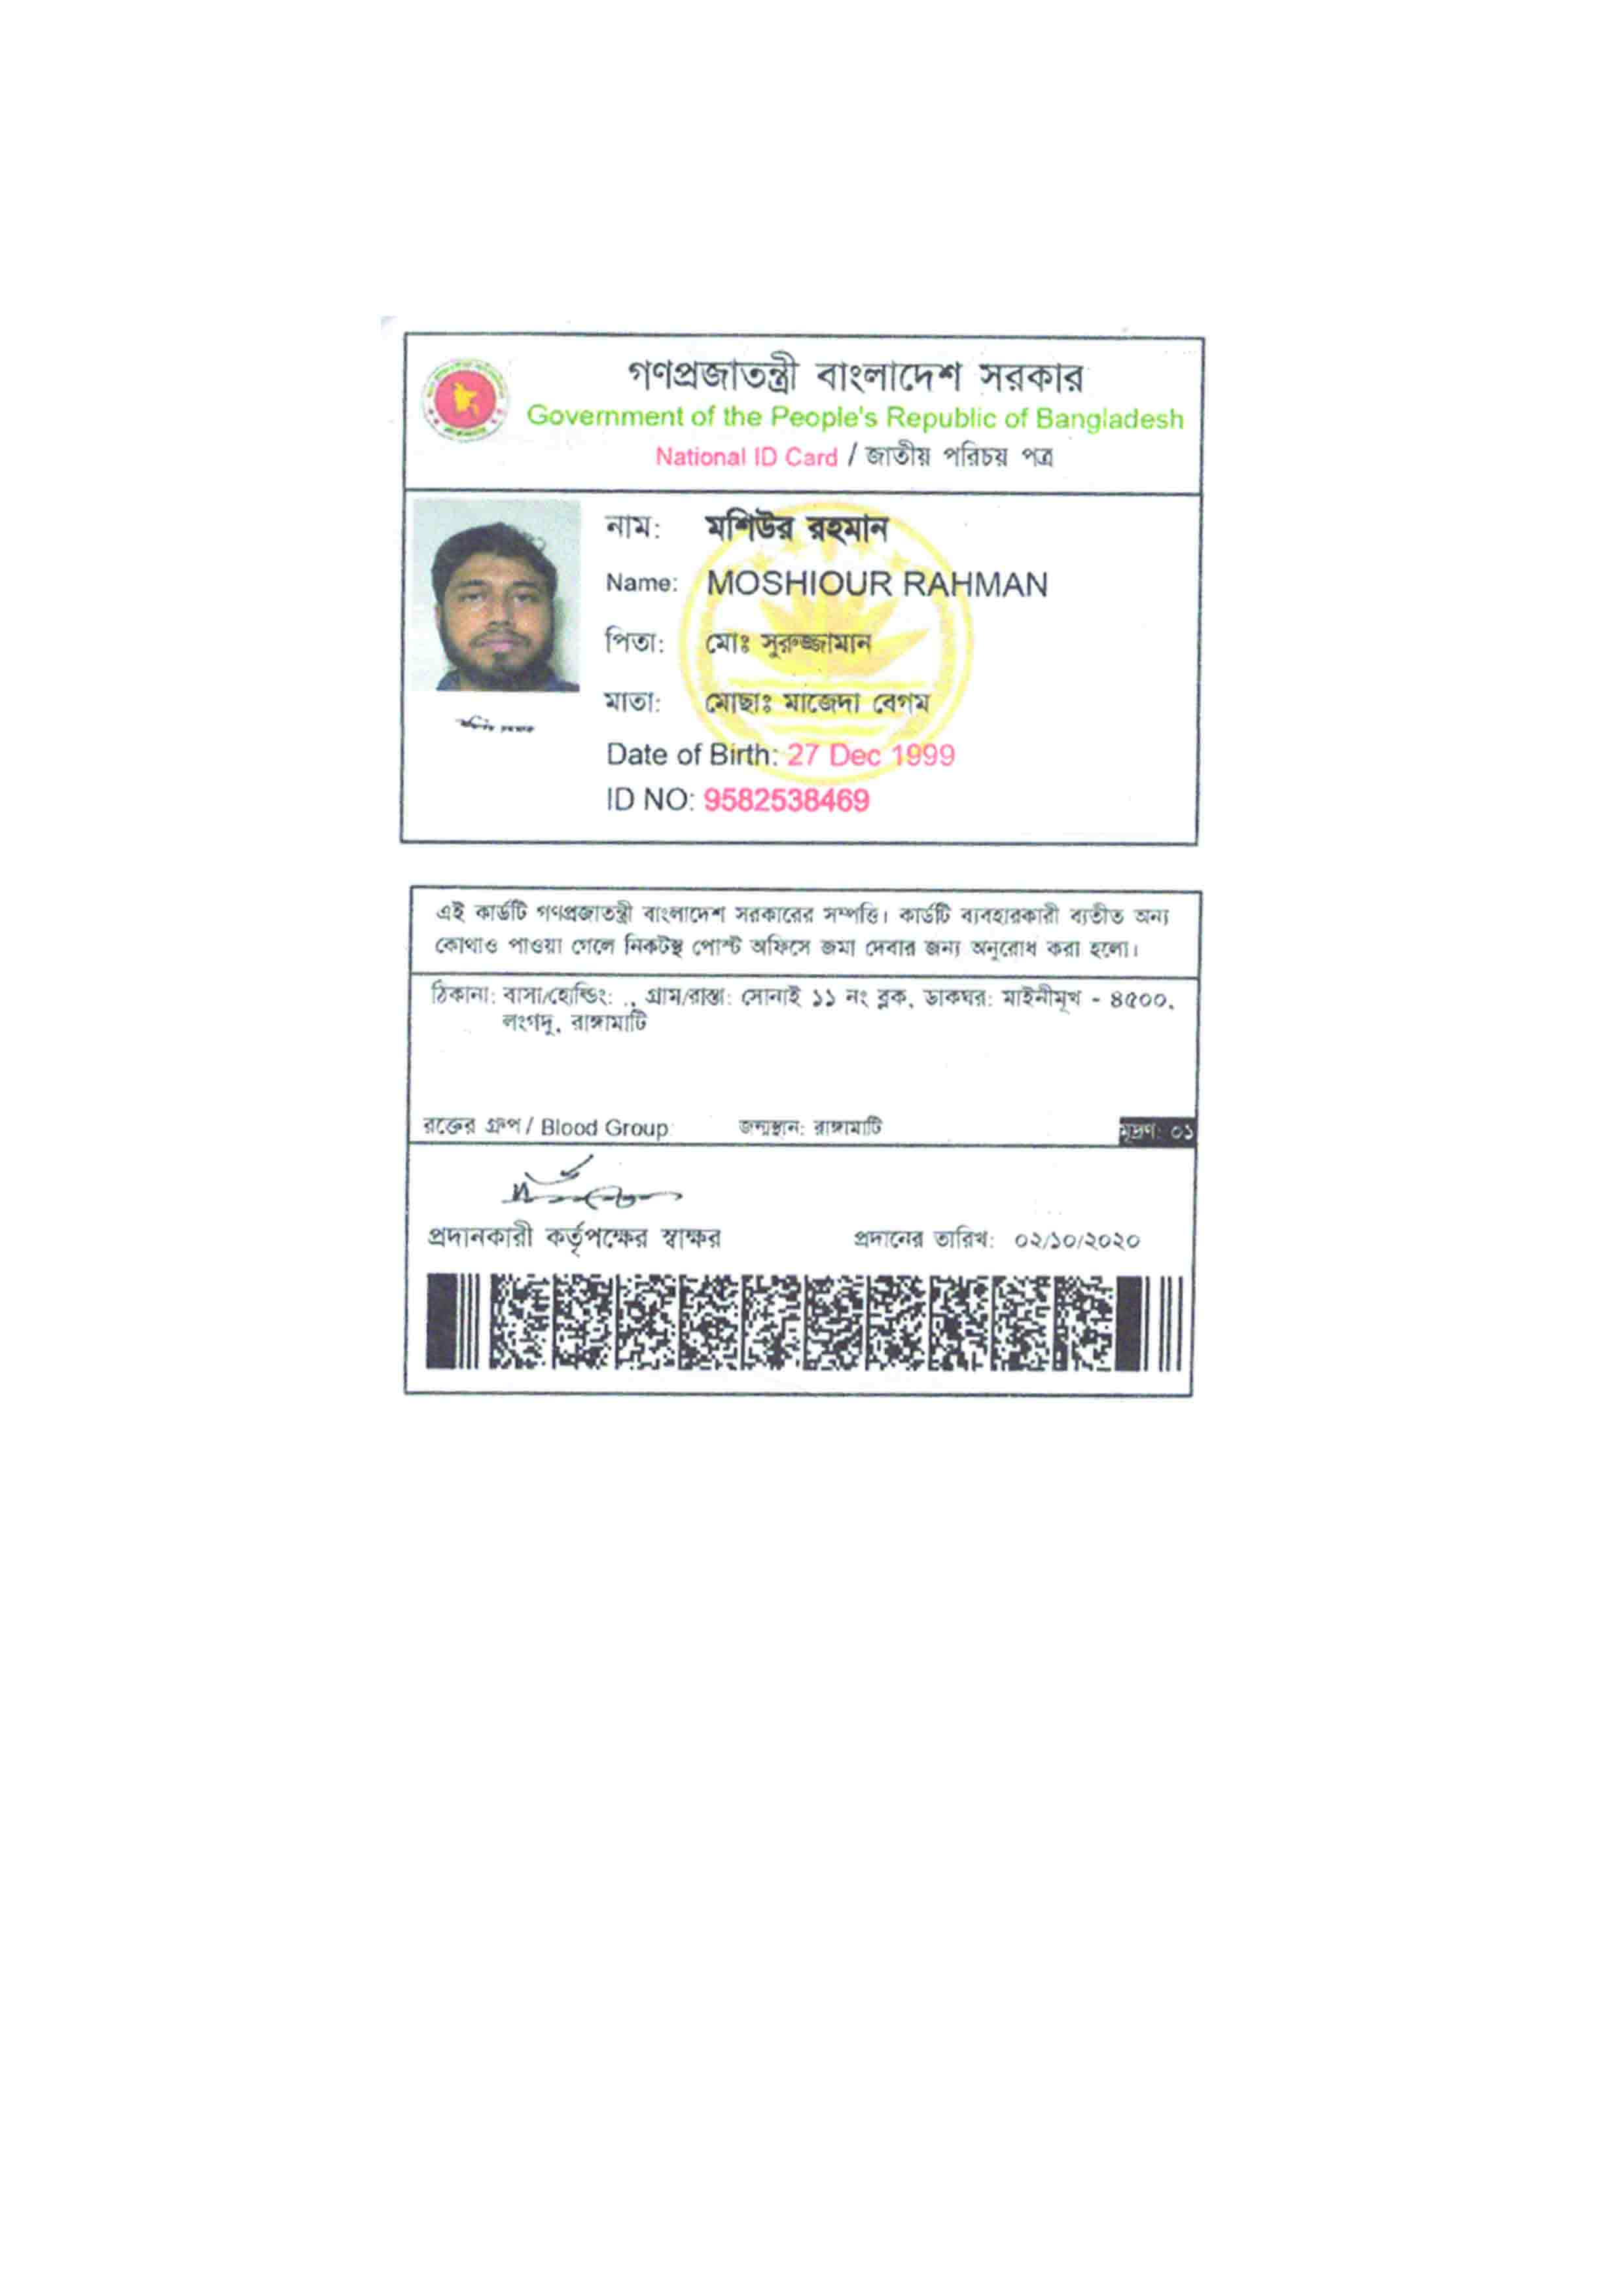 গণপ্রজাতন্ত্রী বাংলাদেশ সরকার
Government of the People's Republic of Bangladesh
National ID Card / জাতীয় পরিচয় পত্র
নাম: মশিউর রহমান
Name: MOSHIOUR RAHMAN
পিতা: মোঃ সুরুজ্জামান
মাতা: মোছাঃ মাজেদা বেগম
Date of Birth: 27 Dec 1999
ID NO: 9582538469
এই কার্ডটি গণপ্রজাতন্ত্রী বাংলাদেশ সরকারের সম্পত্তি। কার্ডটি ব্যবহারকারী ব্যতীত অন্য
কোথাও পাওয়া গেলে নিকটস্থ পোস্ট অফিসে জমা দেবার জন্য অনুরোধ করা হলো।
ঠিকানা: বাসা/হোল্ডিং: ., গ্রাম/রাস্তা: সোনাই ১১ নং ব্লক, ডাকঘর: মাইনীমূখ - ৪৫০০,
লংগদু, রাঙ্গামাটি
রক্তের গ্রুপ / Blood Group: জন্মস্থান: রাঙ্গামাটি মূদ্রণ: ০১
প্রদানকারী কর্তৃপক্ষের স্বাক্ষর প্রদানের তারিখ: ০২/১০/২০২০